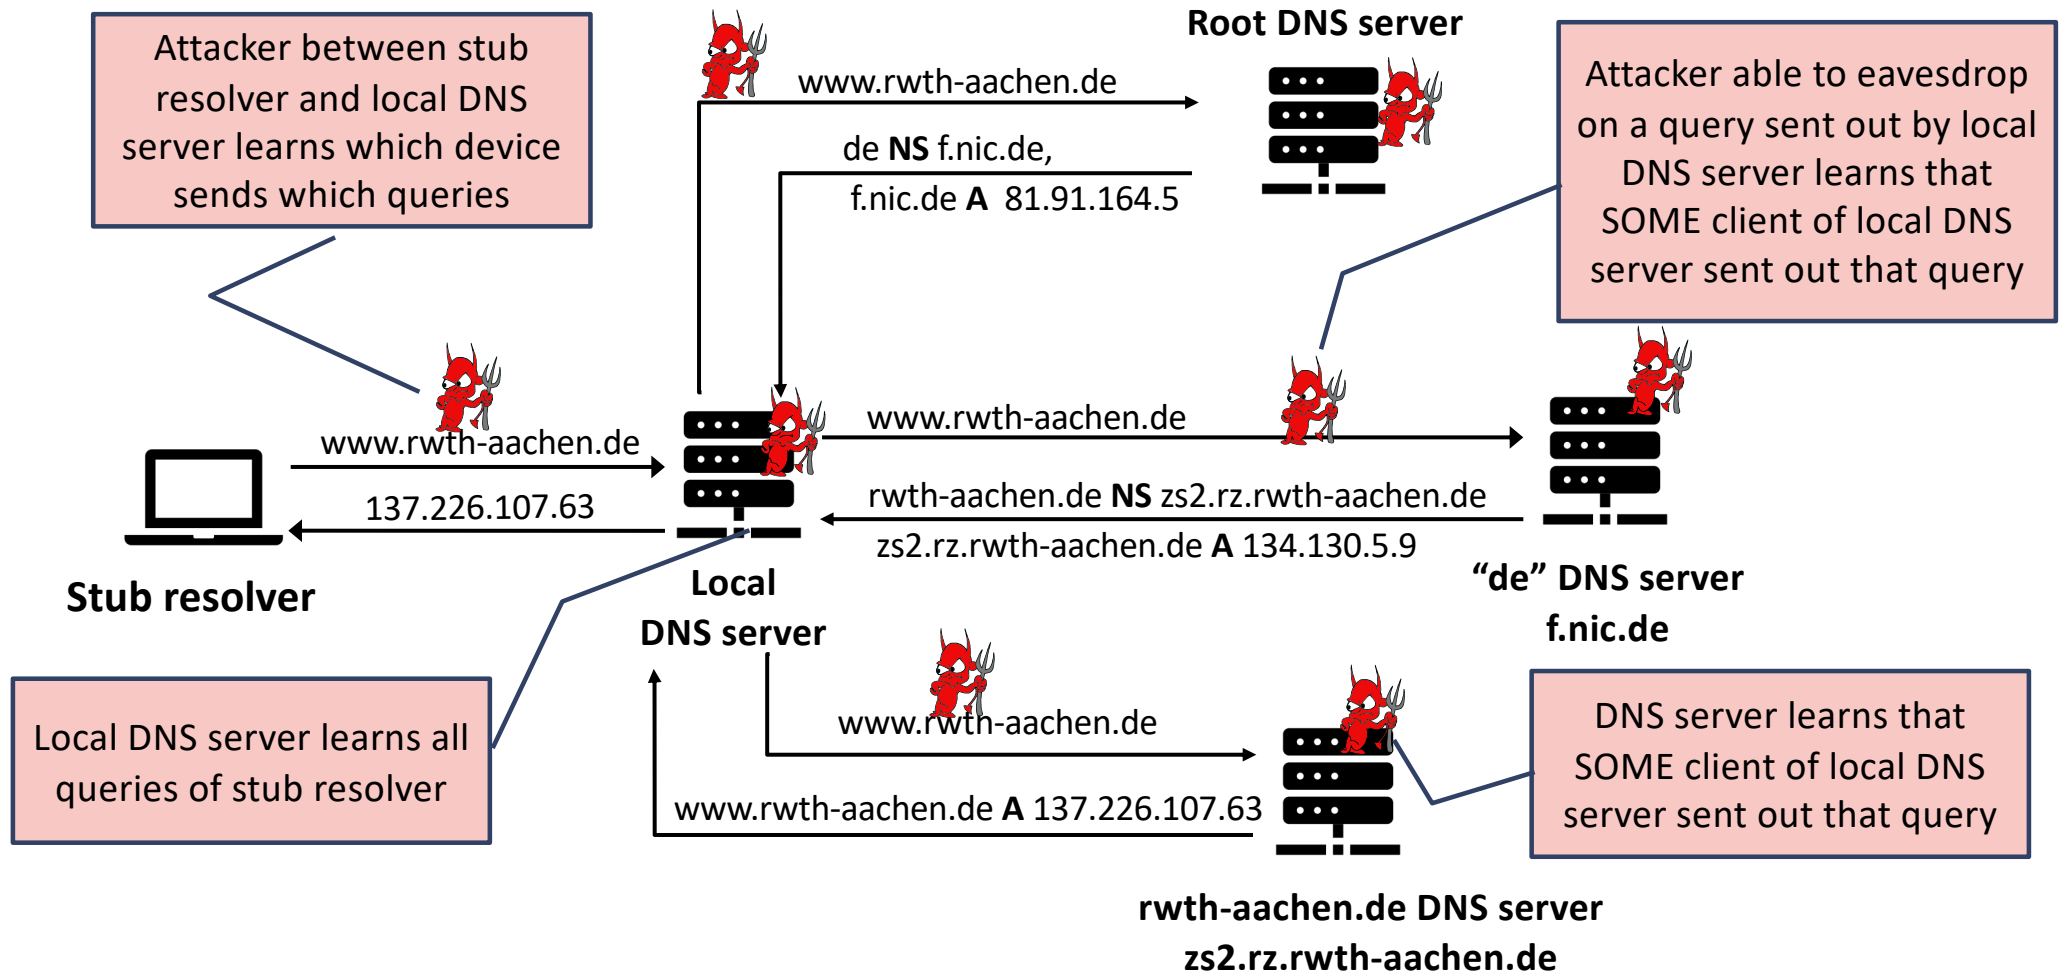 Attacker between stub
resolver and local DNS
server learns which device
sends which queries
Root DNS server
www.rwth-aachen.de
de NS f.nic.de,
f.nic.de A 81.91.164.5
Attacker able to eavesdrop
on a query sent out by local
DNS server learns that
SOME client of local DNS
server sent out that query
www.rwth-aachen.de
137.226.107.63
Stub resolver
Local
DNS server
www.rwth-aachen.de
rwth-aachen.de NS zs2.rz.rwth-aachen.de
zs2.rz.rwth-aachen.de A 134.130.5.9
“de” DNS server
f.nic.de
Local DNS server learns all
queries of stub resolver
www.rwth-aachen.de
www.rwth-aachen.de A 137.226.107.63
DNS server learns that
SOME client of local DNS
server sent out that query
rwth-aachen.de DNS server
zs2.rz.rwth-aachen.de